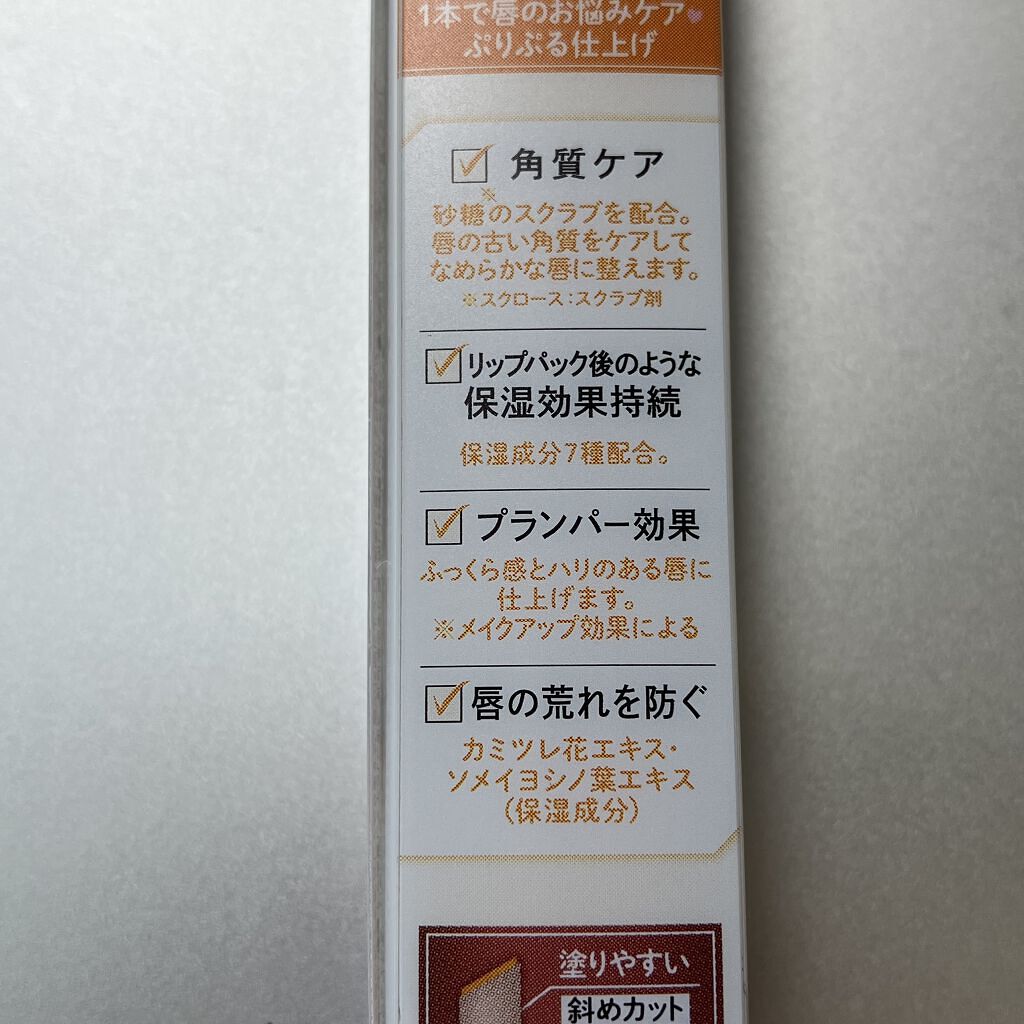 1本で唇のお悩みケア
ぷりぷる仕上げ
角質ケア
※
砂糖のスクラブを配合。
唇の古い角質をケアして
なめらかな唇に整えます。
※スクロース：スクラブ剤
リップパック後のような
保湿効果持続
保湿成分7種配合。
プランパー効果
ふっくら感とハリのある唇に
仕上げます。
※メイクアップ効果による
唇の荒れを防ぐ
カミツレ花エキス・
ソメイヨシノ葉エキス
（保湿成分）
塗りやすい
斜めカット